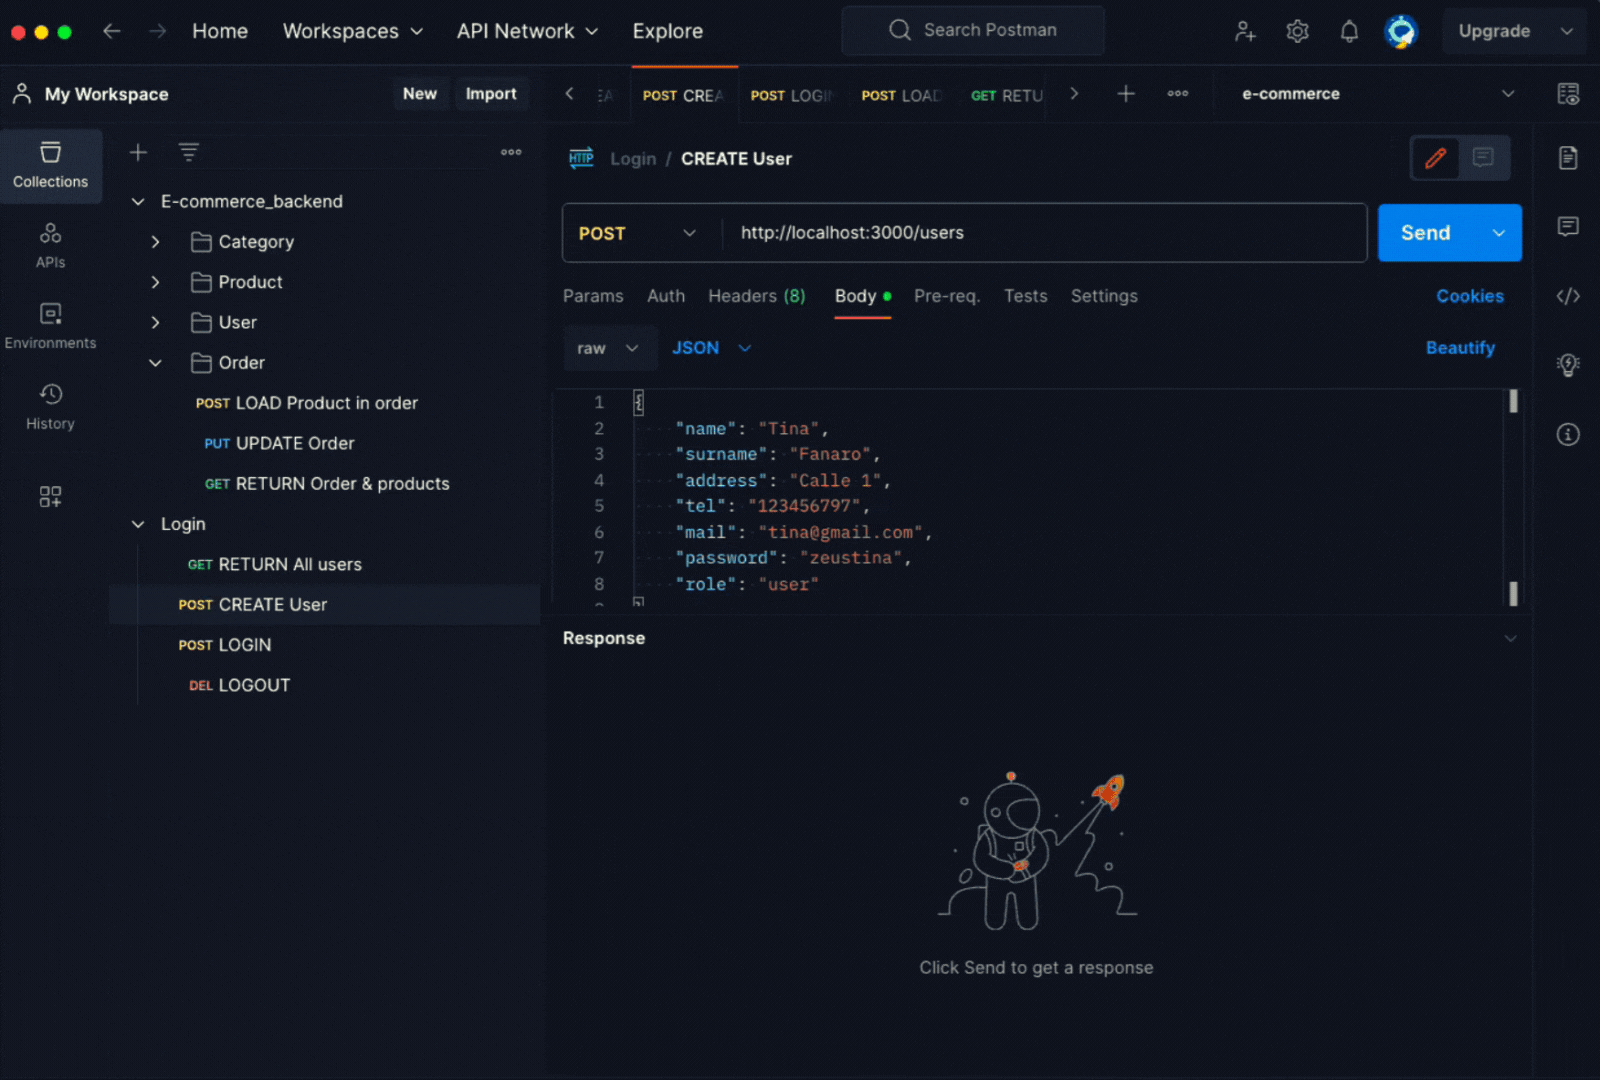 Home Workspaces API Network Explore Search Postman Upgrade
My Workspace New Import POST CREA POST LOGIN POST LOAD GET RETU e-commerce
Collections
APIs
Environments
History
E-commerce_backend
Category
Product
User
Order
POST LOAD Product in order
PUT UPDATE Order
GET RETURN Order & products
Login
GET RETURN All users
POST CREATE User
POST LOGIN
DEL LOGOUT
HTTP Login / CREATE User
POST http://localhost:3000/users Send
Params Auth Headers (8) Body Pre-req. Tests Settings Cookies
raw JSON Beautify
1 {
2 "name": "Tina",
3 "surname": "Fanaro",
4 "address": "Calle 1",
5 "tel": "123456797",
6 "mail": "tina@gmail.com",
7 "password": "zeustina",
8 "role": "user"
Response
Click Send to get a response